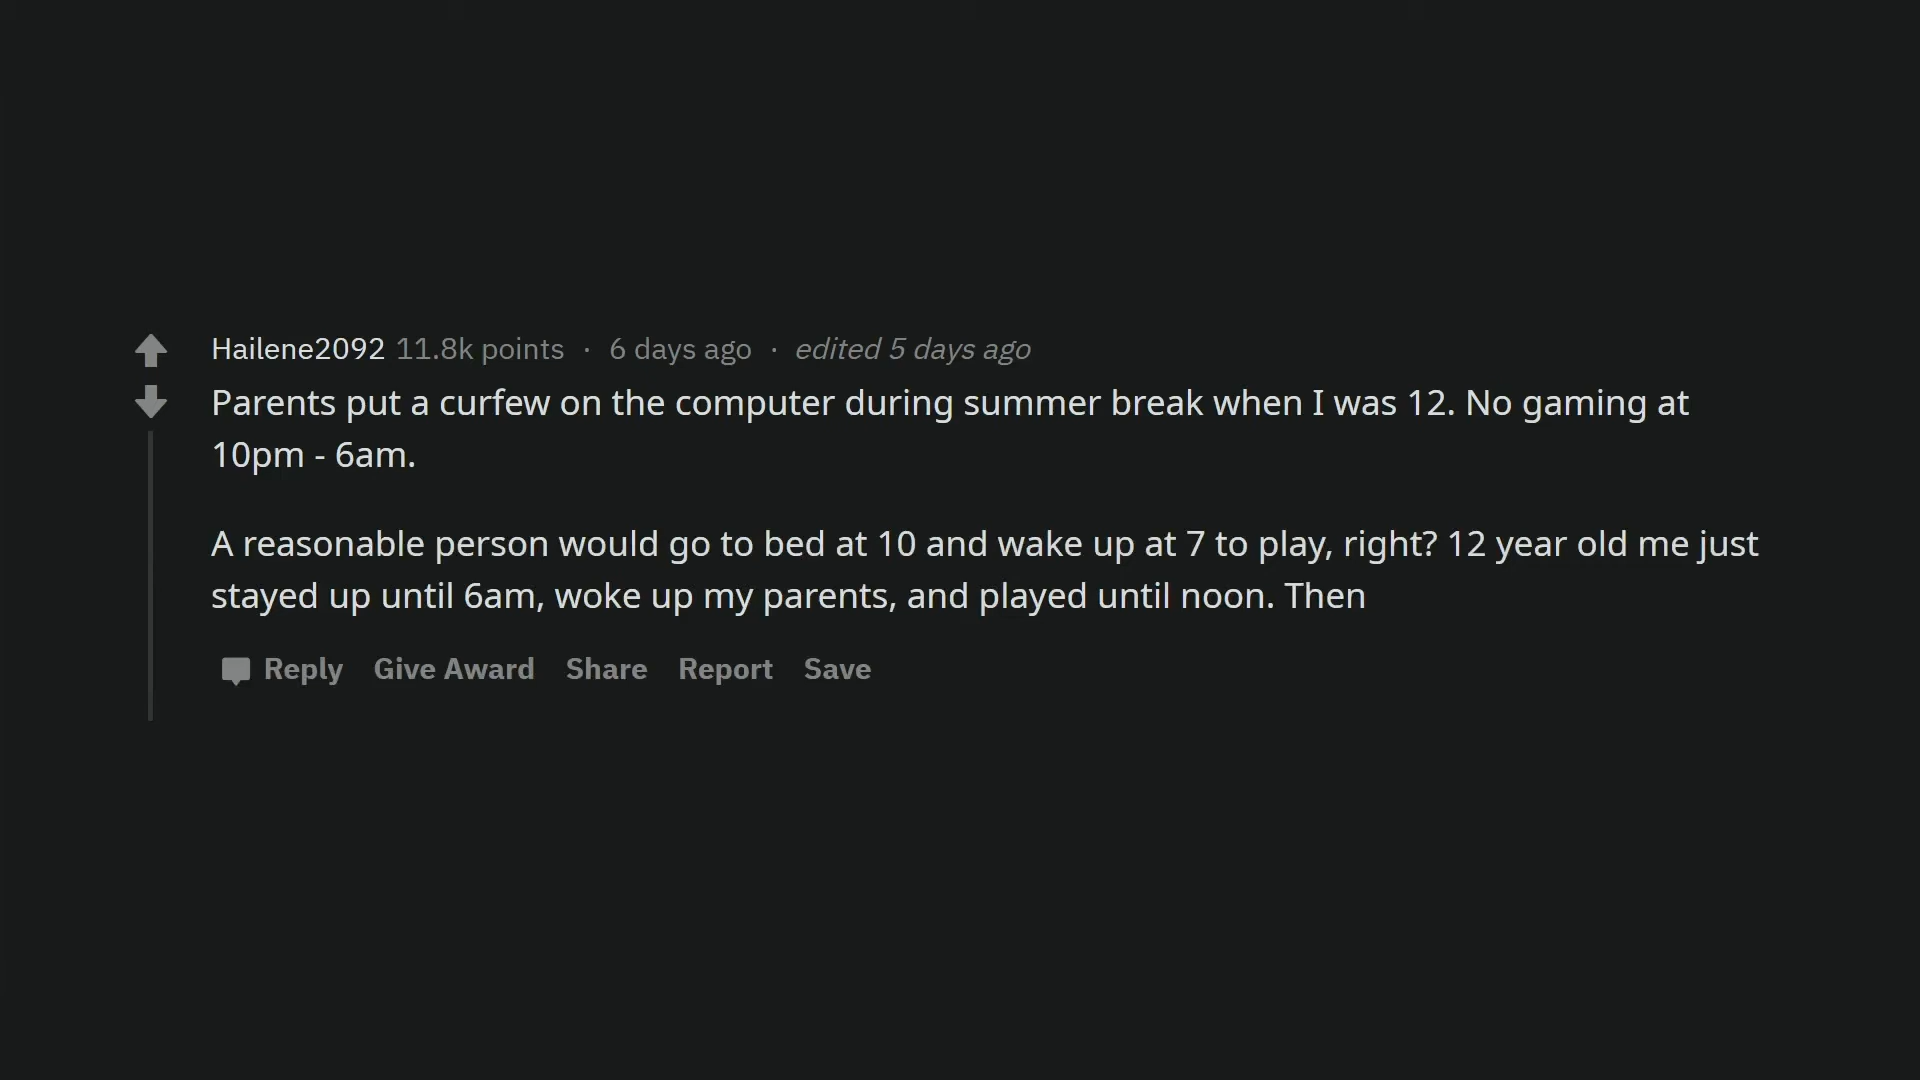 Hailene2092 11.8k points · 6 days ago · edited 5 days ago
Parents put a curfew on the computer during summer break when I was 12. No gaming at
10pm - 6am.
A reasonable person would go to bed at 10 and wake up at 7 to play, right? 12 year old me just
stayed up until 6am, woke up my parents, and played until noon. Then
Reply Give Award Share Report Save